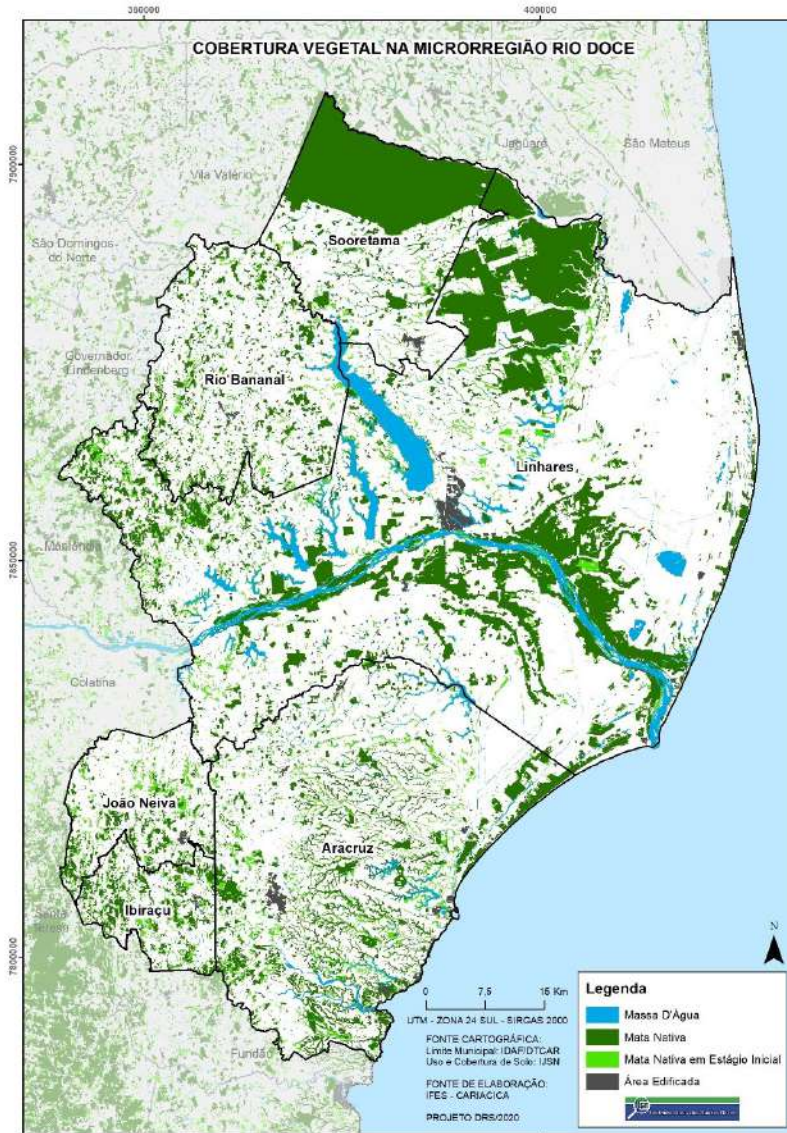 350000
400000
COBERTURA VEGETAL NA MICRORREGIÃO RIO DOCE
Jaguaré
São Mateus
7900000
Vila Valério
São Domingos
do Norte
Sooretama
Governador
Lindenberg
Rio Bananal
Linhares
Marilândia
7850000
Colatina
João Neiva
Aracruz
Ibiraçu
Santa
Teresa
7800000
Fundão
N
0 7,5 15 Km
UTM - ZONA 24 SUL - SIRGAS 2000
FONTE CARTOGRÁFICA:
Limite Municipal: IDAF/DTCAR
Uso e Cobertura de Solo: IJSN
FONTE DE ELABORAÇÃO:
IFES - CARIACICA
PROJETO DRS/2020
Legenda
Massa D'Água
Mata Nativa
Mata Nativa em Estágio Inicial
Área Edificada